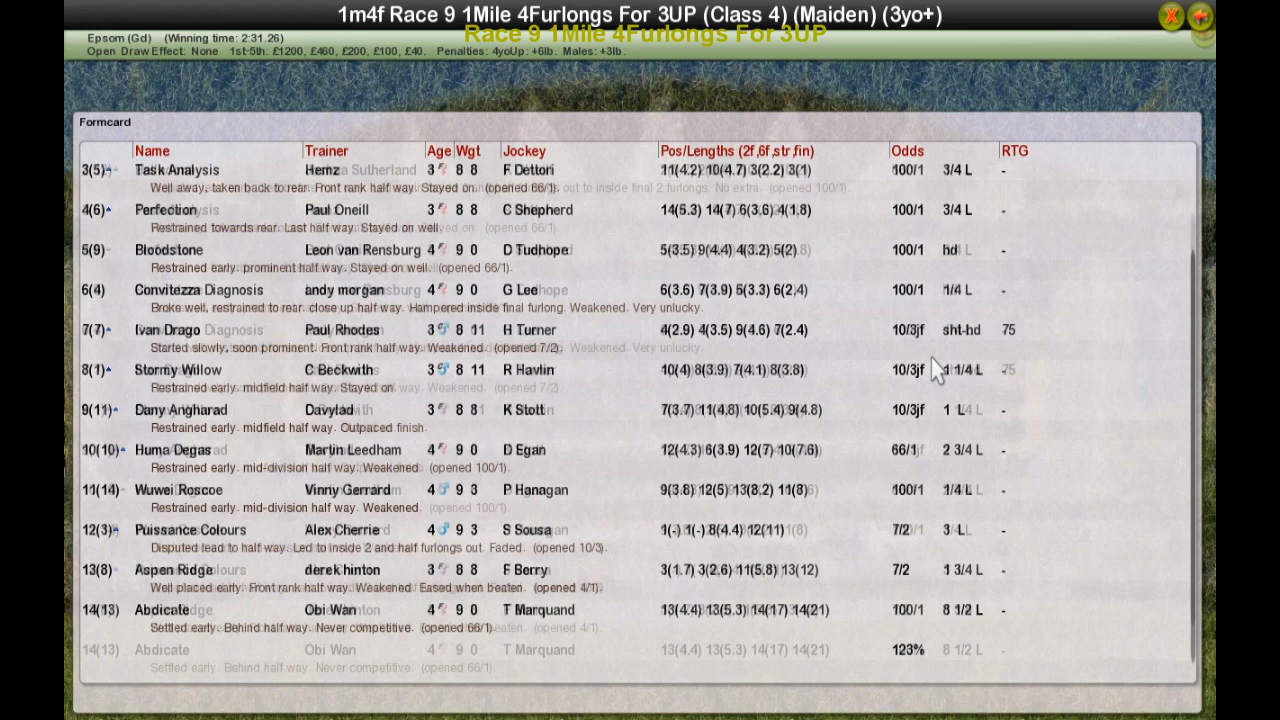 1m4f Race 9 1Mile 4Furlongs For 3UP (Class 4) (Maiden) (3yo+)
Race 9 1Mile 4Furlongs For 3UP
Epsom (Gd) (Winning time: 2:31.26)
Open Draw Effect: None 1st-5th: £1200, £460, £200, £100, £40. Penalties: 4yoUp: +6lb. Males: +3lb.
Formcard
Name Trainer Age Wgt Jockey Pos/Lengths (2f,6f,str,fin) Odds RTG
3(5) Task Analysis Hemz 3 8 8 F Dettori 11(4.2) 10(4.7) 3(2.2) 3(1) 100/1 3/4 L -
Well away, taken back to rear. Front rank half way. Stayed on. (opened 66/1).
4(6) Perfection Paul Oneill 3 8 8 C Shepherd 14(5.3) 14(7) 6(3.6) 4(1.8) 100/1 3/4 L -
Restrained towards rear. Last half way. Stayed on well.
5(9) Bloodstone Leon van Rensburg 4 9 0 D Tudhope 5(3.5) 9(4.4) 4(3.2) 5(2) 100/1 hd -
Restrained early. prominent half way. Stayed on well. (opened 66/1).
6(4) Convitezza Diagnosis andy morgan 4 9 0 G Lee 6(3.6) 7(3.9) 5(3.3) 6(2.4) 100/1 1/4 L -
Broke well, restrained to rear. close up half way. Hampered inside final furlong. Weakened. Very unlucky.
7(7) Ivan Drago Paul Rhodes 3 8 11 H Turner 4(2.9) 4(3.5) 9(4.6) 7(2.4) 10/3jf sht-hd 75
Started slowly, soon prominent. Front rank half way. Weakened. (opened 7/2).
8(1) Stormy Willow C Beckwith 3 8 11 R Havlin 10(4) 8(3.9) 7(4.1) 8(3.8) 10/3jf 1 1/4 L -
Restrained early. midfield half way. Stayed on.
9(11) Dany Angharad Davylad 3 8 8 K Stott 7(3.7) 11(4.8) 10(5.4) 9(4.8) 10/3jf 1 L -
Restrained early. midfield half way. Outpaced finish.
10(10) Huma Degas Martin Leedham 4 9 0 D Egan 12(4.3) 6(3.9) 12(7) 10(7.6) 66/1 2 3/4 L -
Restrained early. mid-division half way. Weakened. (opened 100/1).
11(14) Wuwei Roscoe Vinny Gerrard 4 9 3 P Hanagan 9(3.8) 12(5) 13(8.2) 11(8) 100/1 1/4 L -
Restrained early. mid-division half way. Weakened.
12(3) Puissance Colours Alex Cherrie 4 9 3 S Sousa 1(-) 1(-) 8(4.4) 12(11) 7/2 3 L -
Disputed lead to half way. Led to inside 2 and half furlongs out. Faded. (opened 10/3).
13(8) Aspen Ridge derek hinton 3 8 8 F Berry 3(1.7) 3(2.6) 11(5.8) 13(12) 7/2 1 3/4 L -
Well placed early. Front rank half way. Weakened. Eased when beaten. (opened 4/1).
14(13) Abdicate Obi Wan 4 9 0 T Marquand 13(4.4) 13(5.3) 14(17) 14(21) 100/1 8 1/2 L -
Settled early. Behind half way. Never competitive. (opened 66/1).
14(13) Abdicate Obi Wan 4 9 0 T Marquand 13(4.4) 13(5.3) 14(17) 14(21) 123% 8 1/2 L -
Settled early. Behind half way. Never competitive. (opened 66/1)